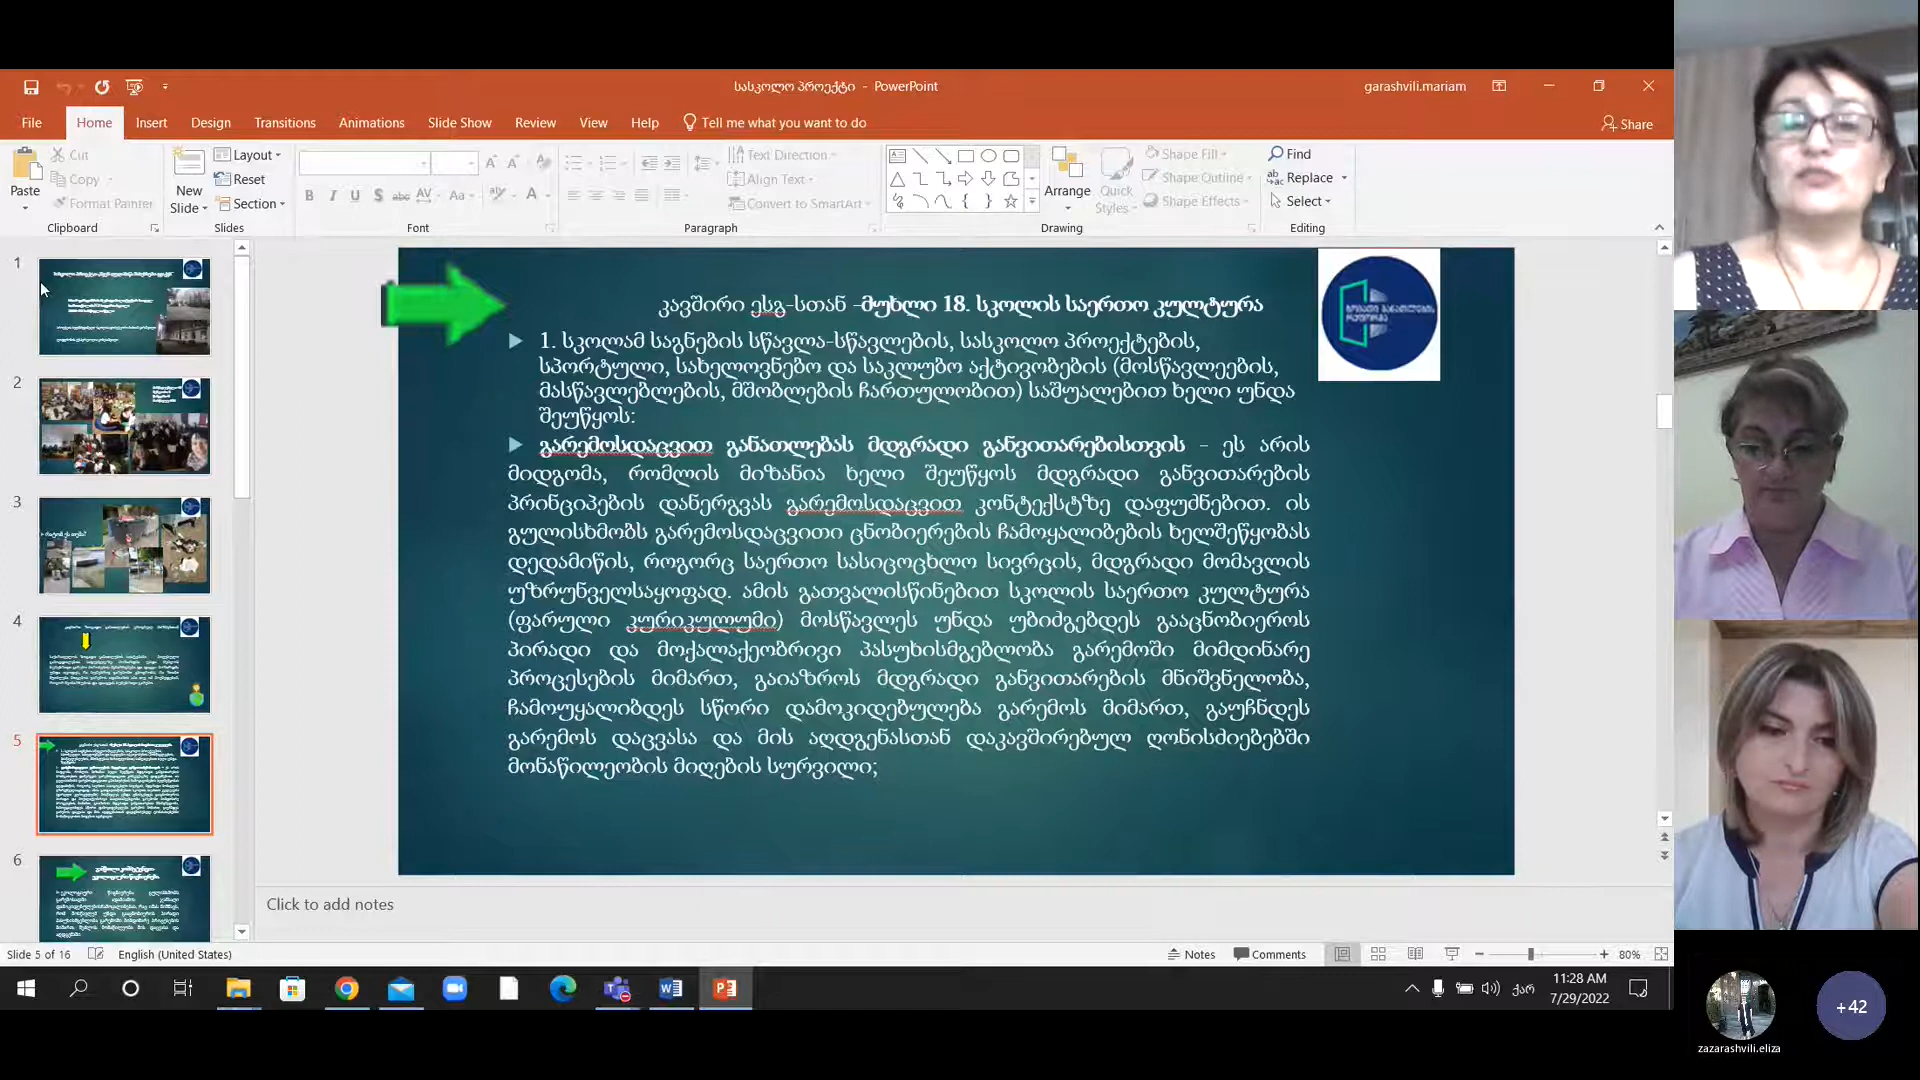 სასკოლო პროექტი - PowerPoint
garashvili.mariam
File Home Insert Design Transitions Animations Slide Show Review View Help Tell me what you want to do
Share
Paste
Cut
Copy
Format Painter
Clipboard
New Slide
Layout
Reset
Section
Slides
Font
Text Direction
Align Text
Convert to SmartArt
Paragraph
Arrange
Quick Styles
Shape Fill
Shape Outline
Shape Effects
Drawing
Find
Replace
Select
Editing
1
2
3
4
5
6
კავშირი ესგ-სთან -მუხლი 18. სკოლის საერთო კულტურა
1. სკოლამ საგნების სწავლა-სწავლების, სასკოლო პროექტების,
სპორტული, სახელოვნებო და საკლუბო აქტივობების (მოსწავლეების,
მასწავლებლების, მშობლების ჩართულობით) საშუალებით ხელი უნდა
შეუწყოს:
გარემოსდაცვით განათლებას მდგრადი განვითარებისთვის - ეს არის
მიდგომა, რომლის მიზანია ხელი შეუწყოს მდგრადი განვითარების
პრინციპების დანერგვას გარემოსდაცვით კონტექსტზე დაფუძნებით. ის
გულისხმობს გარემოსდაცვითი ცნობიერების ჩამოყალიბების ხელშეწყობას
დედამიწის, როგორც საერთო სასიცოცხლო სივრცის, მდგრადი მომავლის
უზრუნველსაყოფად. ამის გათვალისწინებით სკოლის საერთო კულტურა
(ფარული კურიკულუმი) მოსწავლეს უნდა უბიძგებდეს გააცნობიეროს
პირადი და მოქალაქეობრივი პასუხისმგებლობა გარემოში მიმდინარე
პროცესების მიმართ, გაიაზროს მდგრადი განვითარების მნიშვნელობა,
ჩამოუყალიბდეს სწორი დამოკიდებულება გარემოს მიმართ, გაუჩნდეს
გარემოს დაცვასა და მის აღდგენასთან დაკავშირებულ ღონისძიებებში
მონაწილეობის მიღების სურვილი;
Click to add notes
Slide 5 of 16 English (United States)
Notes Comments 80%
ქარ
11:28 AM
7/29/2022
zazarashvili.eliza
+42